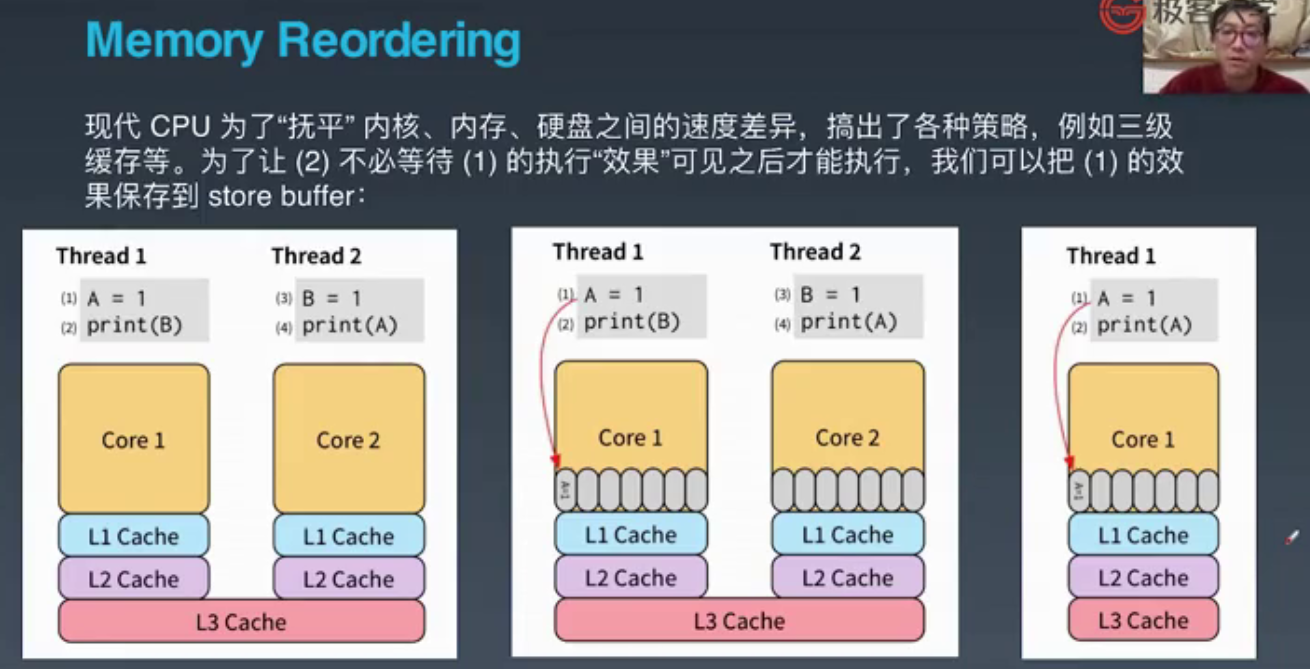 Memory Reordering
现代 CPU 为了“抚平” 内核、内存、硬盘之间的速度差异，搞出了各种策略，例如三级
缓存等。为了让 (2) 不必等待 (1) 的执行“效果”可见之后才能执行，我们可以把 (1) 的效
果保存到 store buffer：
Thread 1
(1) A = 1
(2) print(B)
Core 1
L1 Cache
L2 Cache
Thread 2
(3) B = 1
(4) print(A)
Core 2
L1 Cache
L2 Cache
L3 Cache
Thread 1
(1) A = 1
(2) print(B)
Core 1
A=1
L1 Cache
L2 Cache
Thread 2
(3) B = 1
(4) print(A)
Core 2
L1 Cache
L2 Cache
L3 Cache
Thread 1
(1) A = 1
(2) print(A)
Core 1
A=1
L1 Cache
L2 Cache
L3 Cache